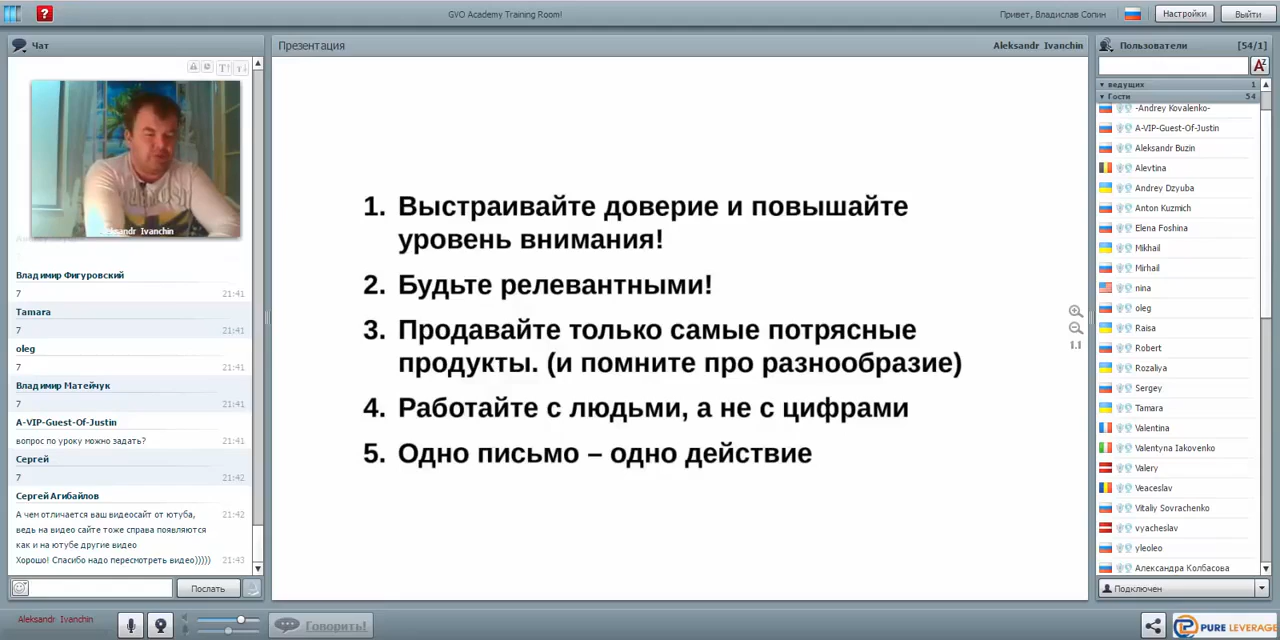 GVO Academy Training Room!
Привет, Владислав Сопин
Настройки
Выйти
Чат
Aleksandr Ivanchin
Владимир Фигуровский
7 21:41
Tamara
7 21:41
oleg
7 21:41
Владимир Матейчук
7 21:41
A-VIP-Guest-Of-Justin
вопрос по уроку можно задать? 21:41
Сергей
7 21:42
Сергей Агибайлов
А чем отличается ваш видеосайт от ютуба, 21:42
ведь на видео сайте тоже справа появляются
как и на ютубе другие видео
Хорошо! Спасибо надо пересмотреть видео))))) 21:43
Послать
Презентация
Aleksandr Ivanchin
1. Выстраивайте доверие и повышайте
уровень внимания!
2. Будьте релевантными!
3. Продавайте только самые потрясные
продукты. (и помните про разнообразие)
4. Работайте с людьми, а не с цифрами
5. Одно письмо – одно действие
1.1
Пользователи [54/1]
ведущих 1
Гости 54
-Andrey Kovalenko-
A-VIP-Guest-Of-Justin
Aleksandr Buzin
Alevtina
Andrey Dzyuba
Anton Kuzmich
Elena Foshina
Mikhail
Mirhail
nina
oleg
Raisa
Robert
Rozaliya
Sergey
Tamara
Valentina
Valentyna Iakovenko
Valery
Veaceslav
Vitaliy Sovrachenko
vyacheslav
yleoleo
Александра Колбасова
Подключен
Aleksandr Ivanchin
Говорить!
PURE LEVERAGE